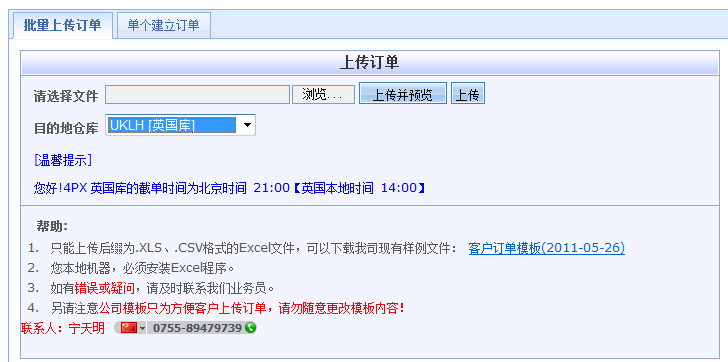 批量上传订单 单个建立订单
上传订单
请选择文件 浏览... 上传并预览 上传
目的地仓库 UKLH [英国库]
[温馨提示]
您好!4PX 英国库的截单时间为北京时间 21:00【英国本地时间 14:00】
帮助:
1. 只能上传后缀为.XLS、.CSV格式的Excel文件，可以下载我司现有样例文件： 客户订单模板(2011-05-26)
2. 您本地机器，必须安装Excel程序。
3. 如有错误或疑问，请及时联系我们业务员。
4. 另请注意公司模板只为方便客户上传订单，请勿随意更改模板内容!
联系人：宁天明 0755-89479739